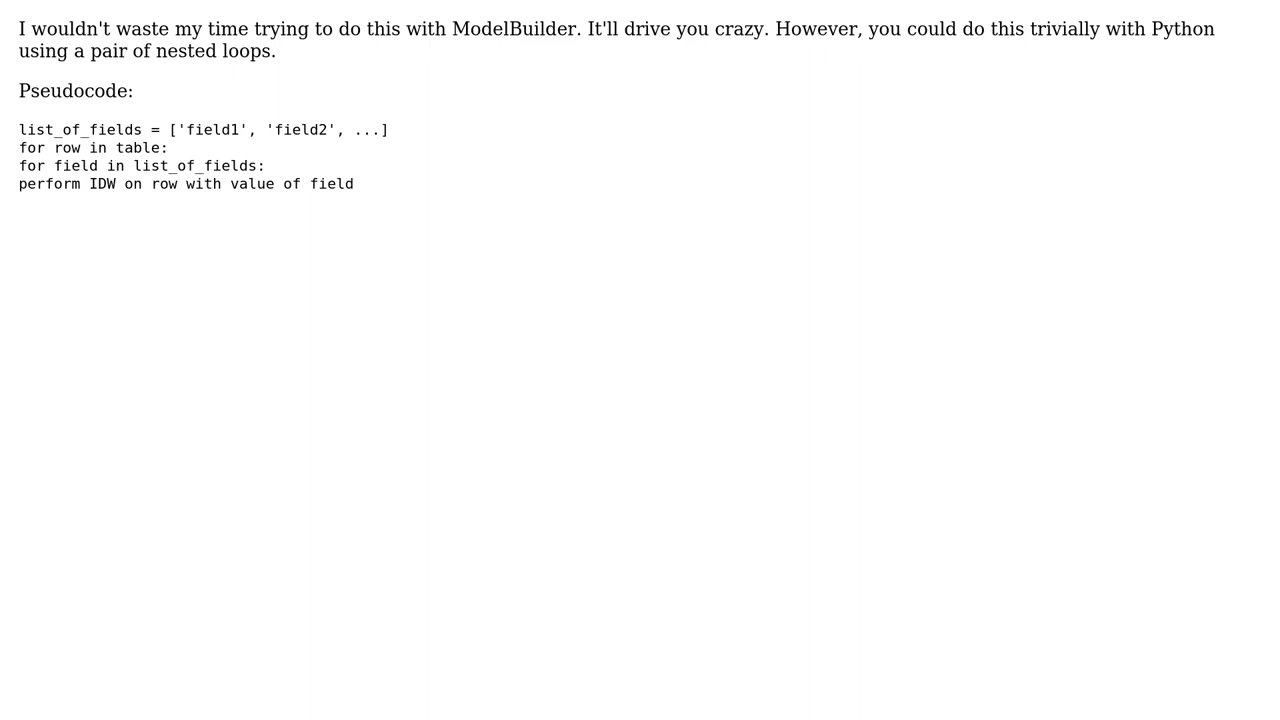 I wouldn't waste my time trying to do this with ModelBuilder. It'll drive you crazy. However, you could do this trivially with Python
using a pair of nested loops.
Pseudocode:
list_of_fields = ['field1', 'field2', ...]
for row in table:
for field in list_of_fields:
perform IDW on row with value of field